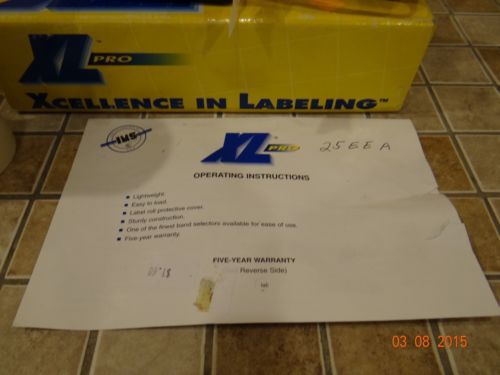 XL PRO
XCELLENCE IN LABELING™
IMS
XL PRO
25 EE A
OPERATING INSTRUCTIONS
Lightweight.
Easy to load.
Label roll protective cover.
Sturdy construction.
One of the finest band selectors available for ease of use.
Five-year warranty.
FIVE-YEAR WARRANTY
Reverse Side)
03 08 2015